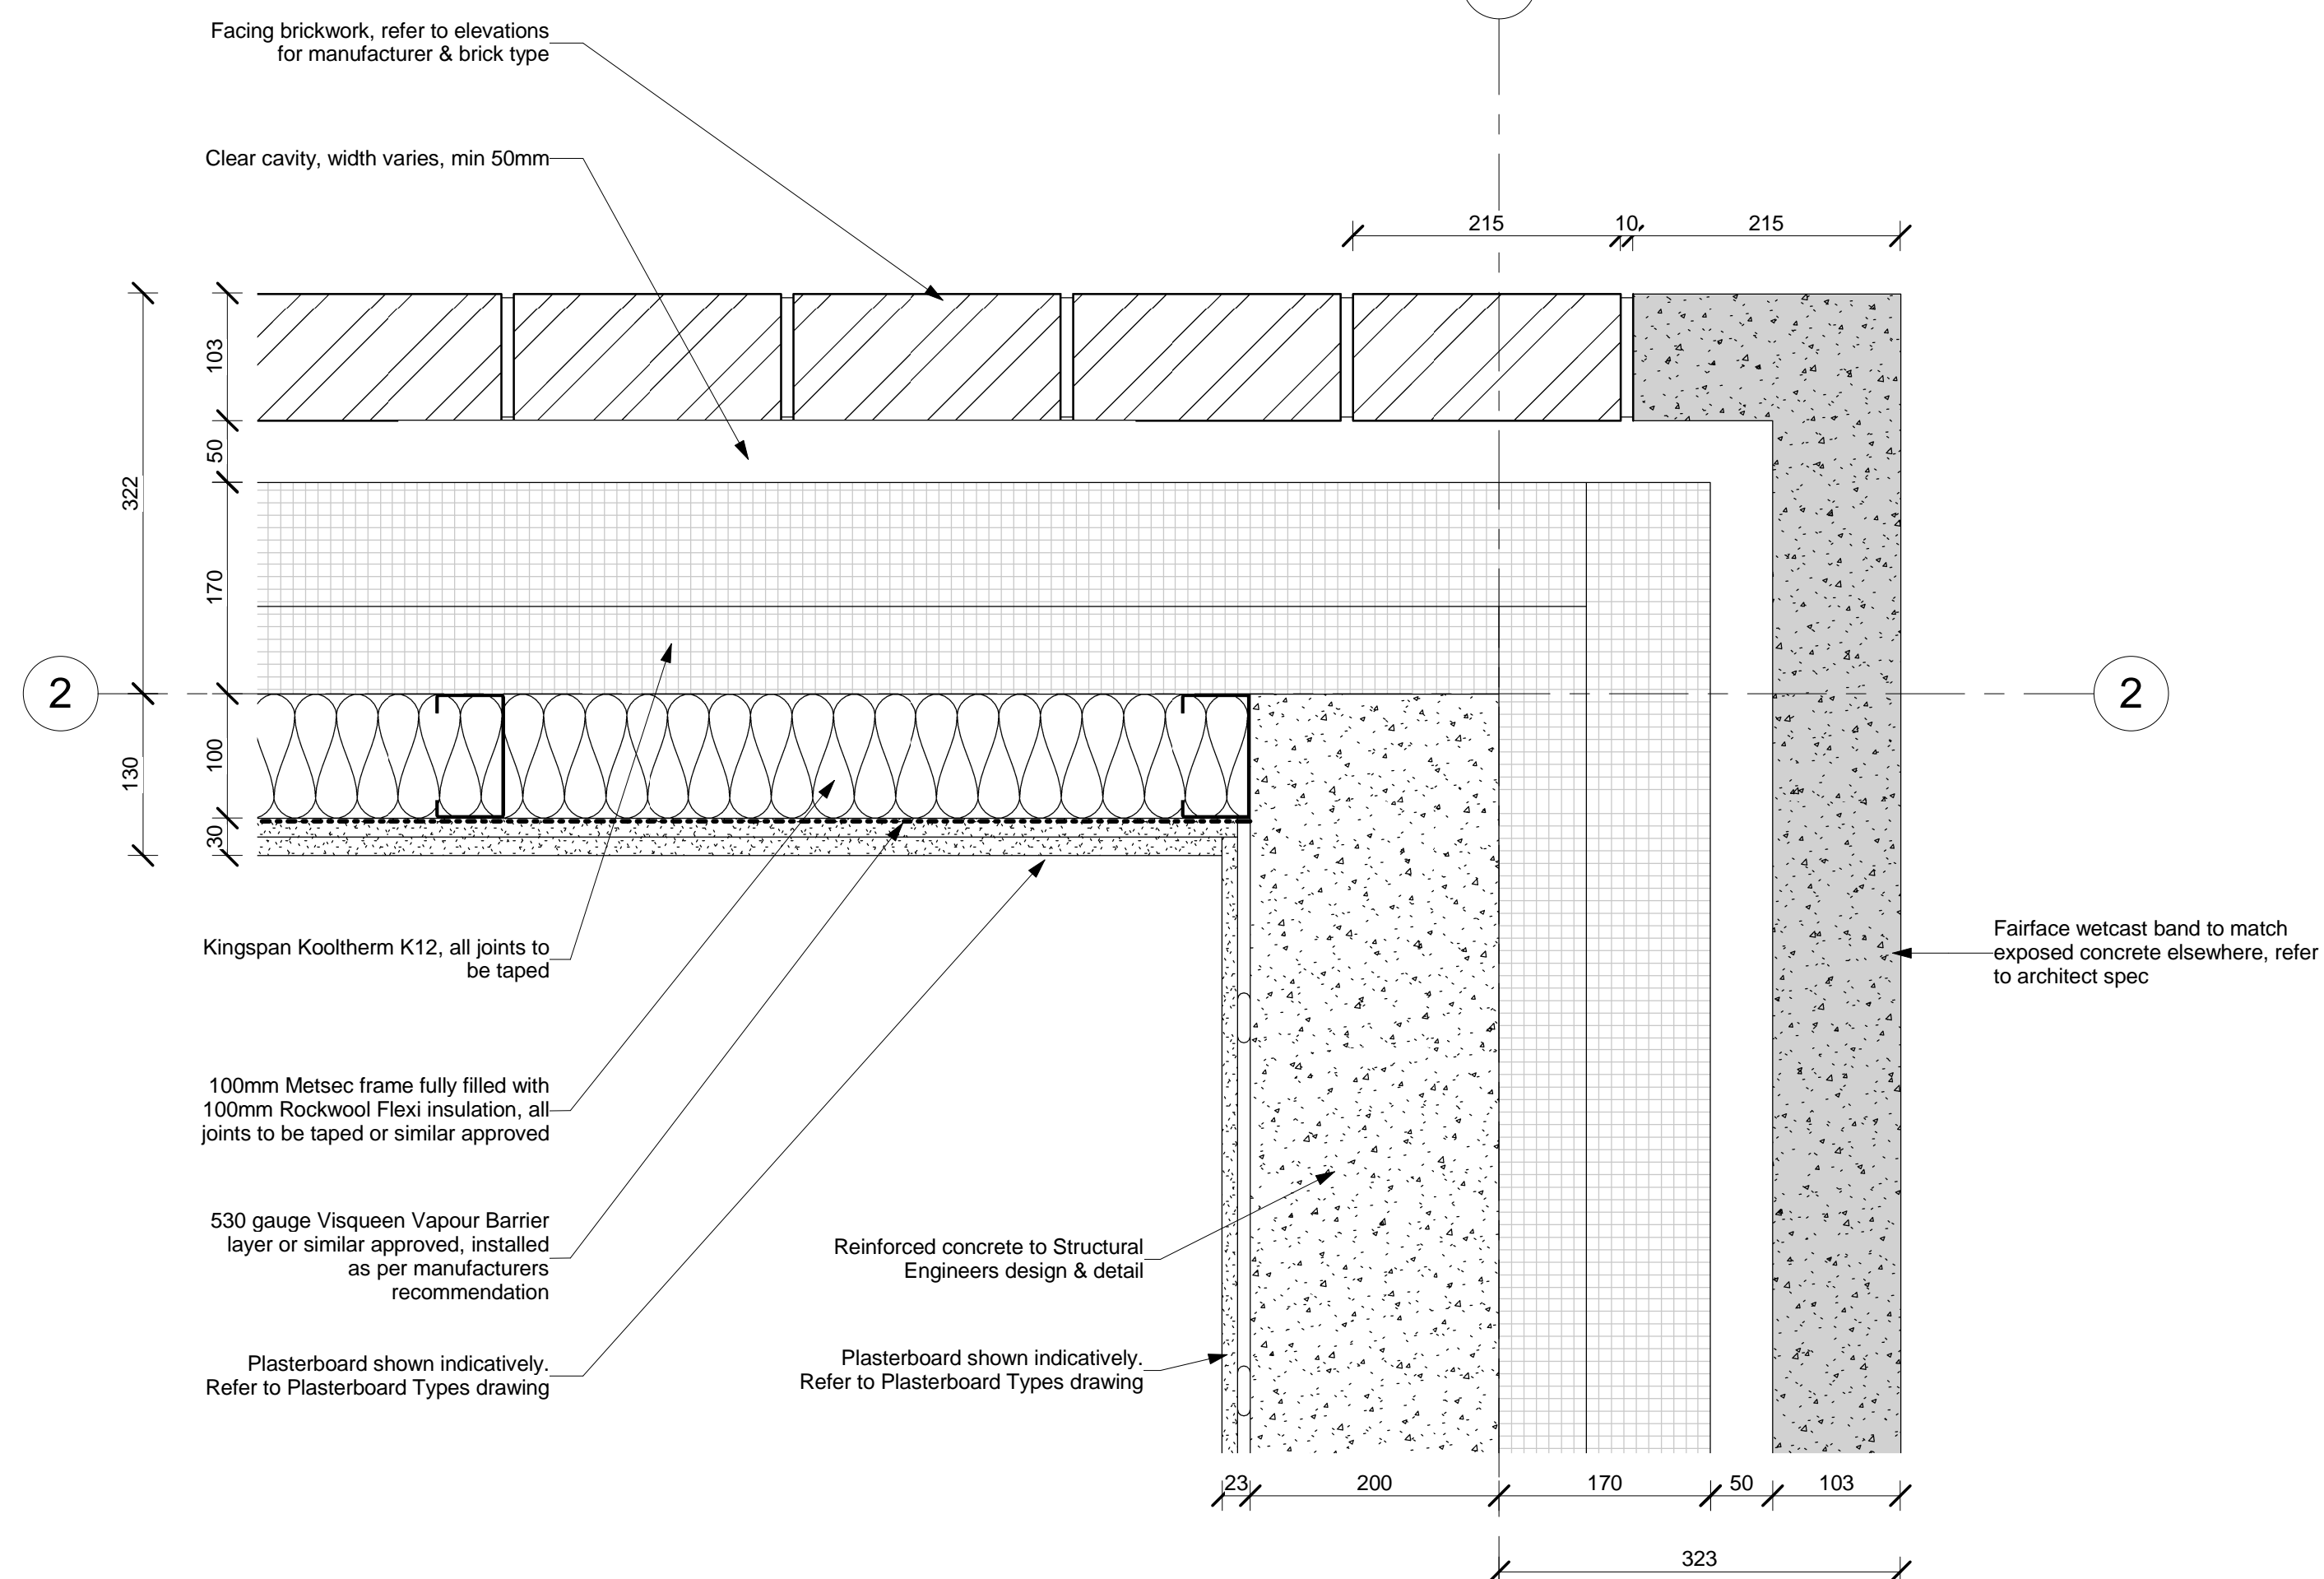 Facing brickwork, refer to elevations
for manufacturer & brick type
Clear cavity, width varies, min 50mm
215
10
215
322
103
50
170
2
2
130
100
30
Kingspan Kooltherm K12, all joints to
be taped
Fairface wetcast band to match
exposed concrete elsewhere, refer
to architect spec
100mm Metsec frame fully filled with
100mm Rockwool Flexi insulation, all
joints to be taped or similar approved
530 gauge Visqueen Vapour Barrier
layer or similar approved, installed
as per manufacturers
recommendation
Reinforced concrete to Structural
Engineers design & detail
Plasterboard shown indicatively.
Refer to Plasterboard Types drawing
Plasterboard shown indicatively.
Refer to Plasterboard Types drawing
23
200
170
50
103
323